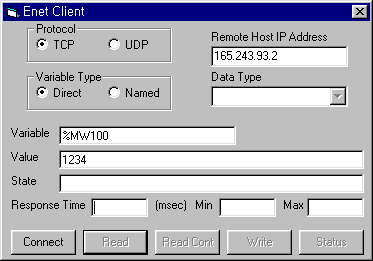 Enet Client
Protocol
TCP UDP
Remote Host IP Address
165.243.93.2
Variable Type
Direct Named
Data Type
Variable %MW100
Value 1234
State
Response Time (msec) Min Max
Connect Read Read Cont Write Status